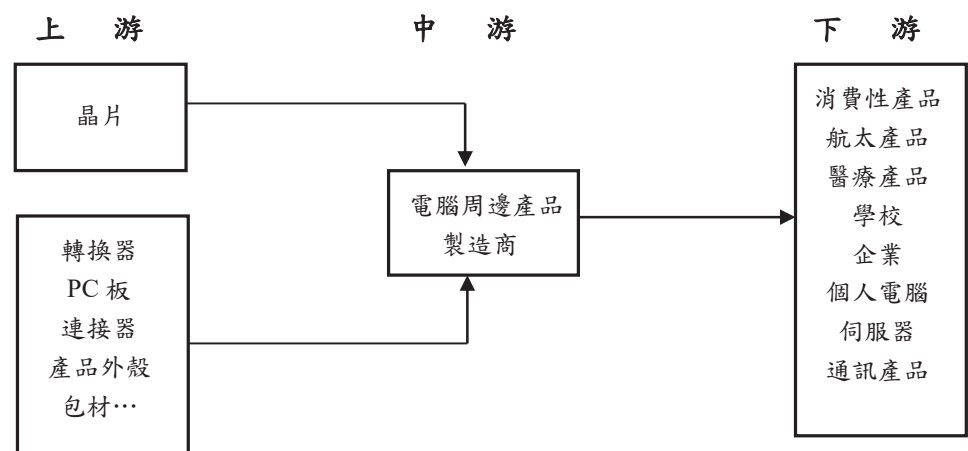 上 游
中 游
下 游
晶片
轉換器
PC 板
連接器
產品外殼
包材…
電腦周邊產品
製造商
消費性產品
航太產品
醫療產品
學校
企業
個人電腦
伺服器
通訊產品